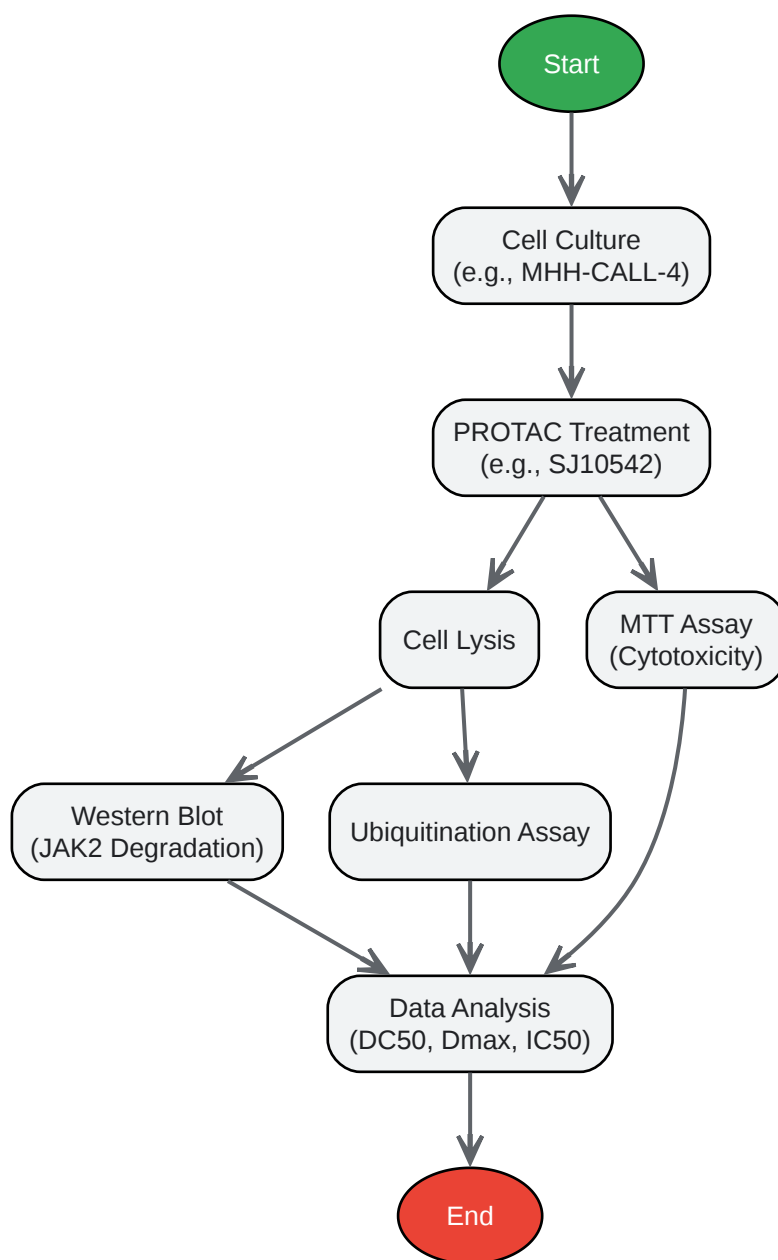 Start
Cell Culture
(e.g., MHH-CALL-4)
PROTAC Treatment
(e.g., SJ10542)
Cell Lysis
MTT Assay
(Cytotoxicity)
Western Blot
(JAK2 Degradation)
Ubiquitination Assay
Data Analysis
(DC50, Dmax, IC50)
End